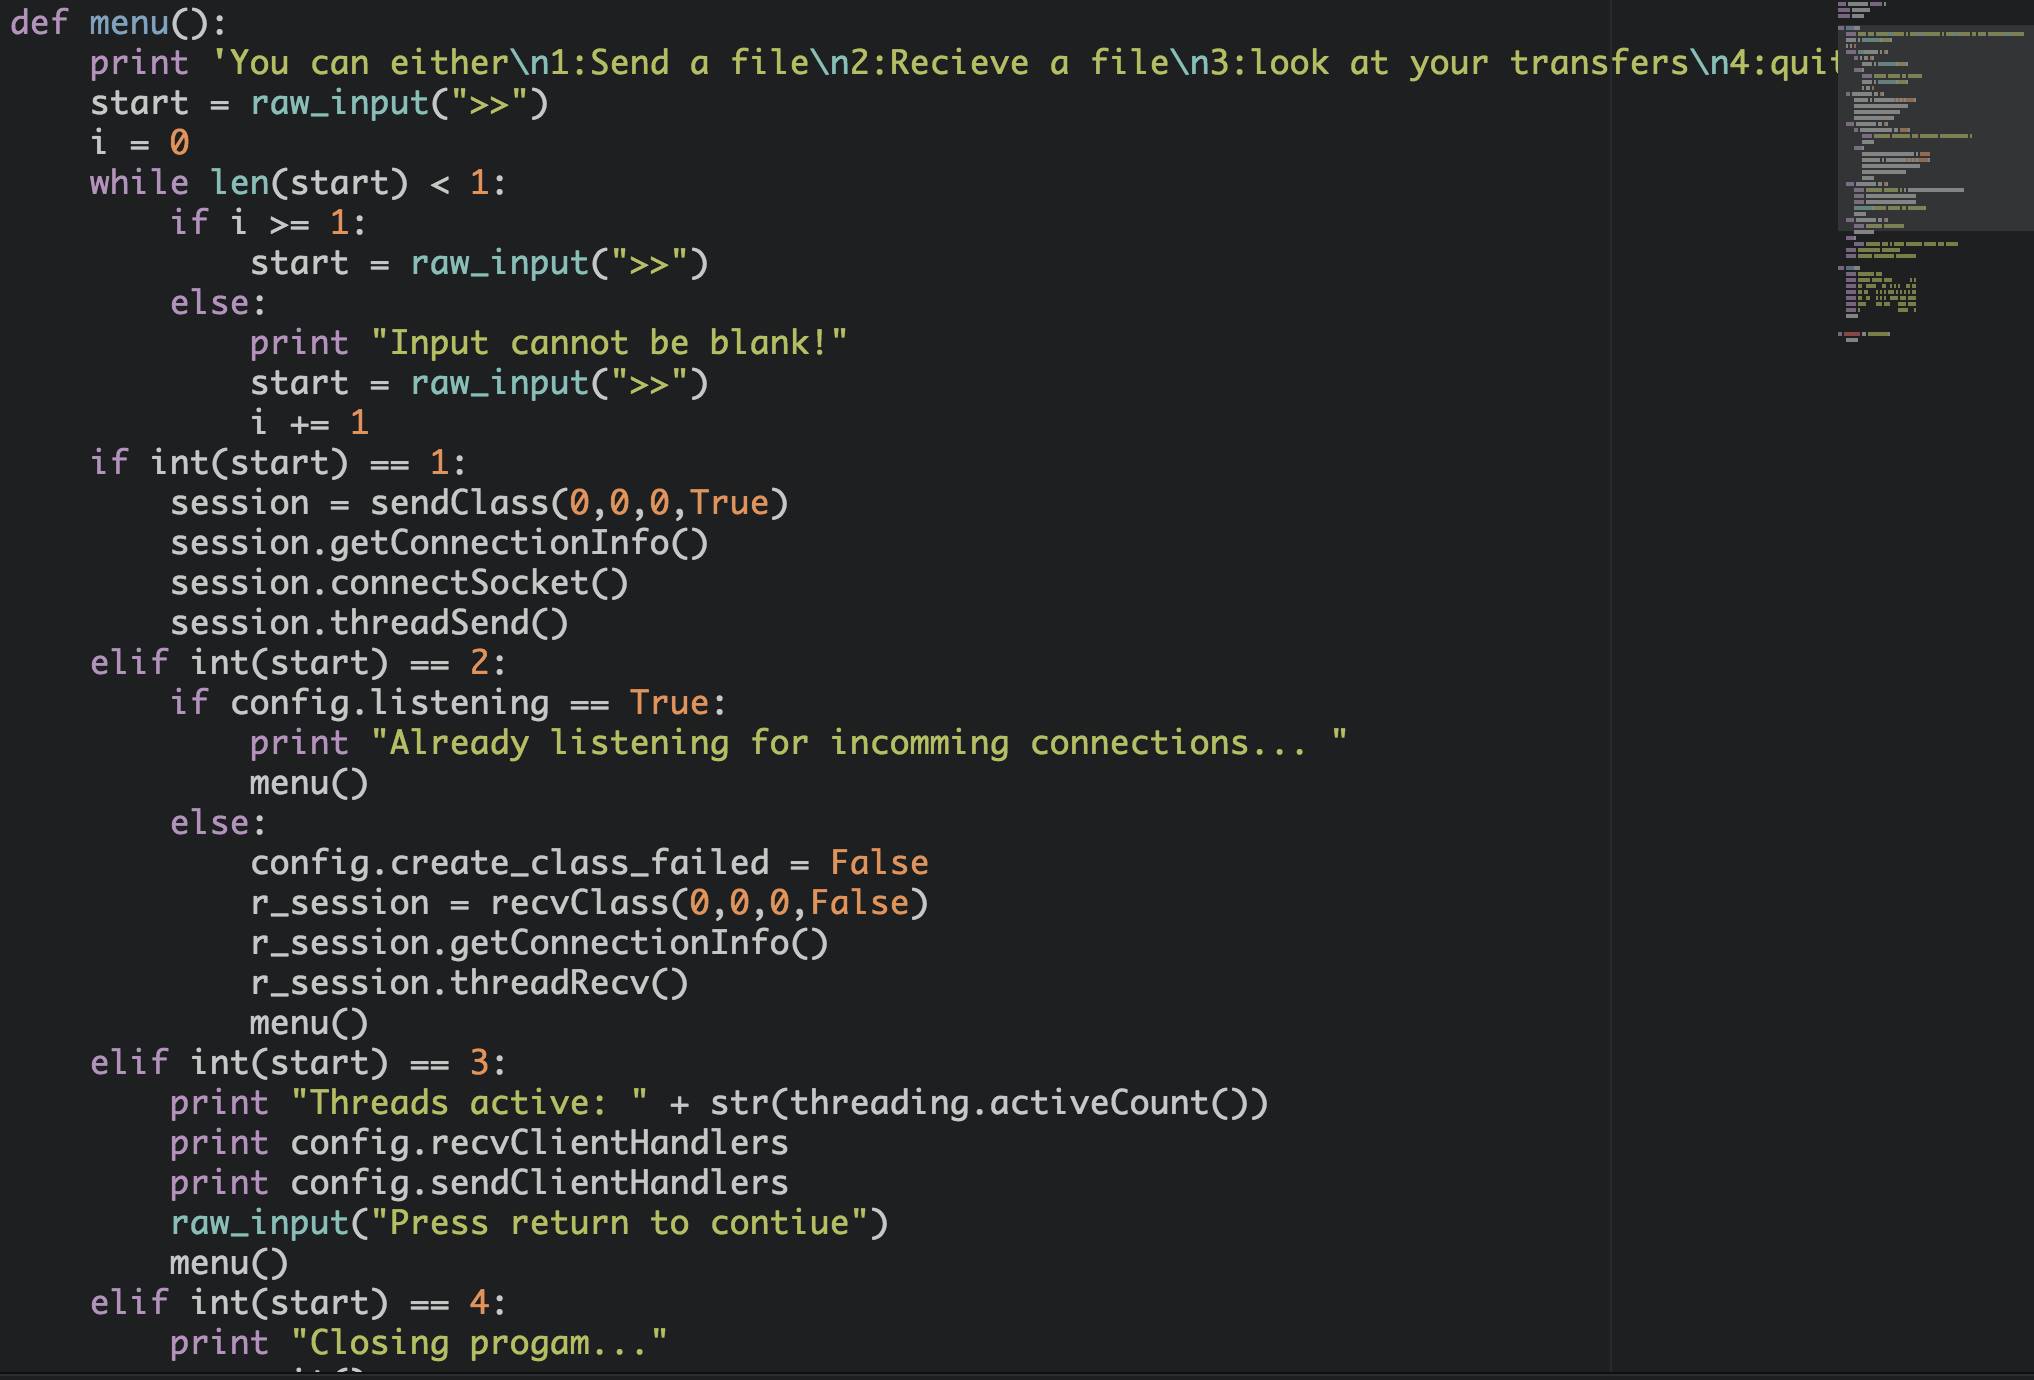 def menu():
    print 'You can either\n1:Send a file\n2:Recieve a file\n3:look at your transfers\n4:quit
    start = raw_input(">>")
    i = 0
    while len(start) < 1:
        if i >= 1:
            start = raw_input(">>")
        else:
            print "Input cannot be blank!"
            start = raw_input(">>")
            i += 1
    if int(start) == 1:
        session = sendClass(0,0,0,True)
        session.getConnectionInfo()
        session.connectSocket()
        session.threadSend()
    elif int(start) == 2:
        if config.listening == True:
            print "Already listening for incomming connections... "
            menu()
        else:
            config.create_class_failed = False
            r_session = recvClass(0,0,0,False)
            r_session.getConnectionInfo()
            r_session.threadRecv()
            menu()
    elif int(start) == 3:
        print "Threads active: " + str(threading.activeCount())
        print config.recvClientHandlers
        print config.sendClientHandlers
        raw_input("Press return to contiue")
        menu()
    elif int(start) == 4:
        print "Closing progam..."